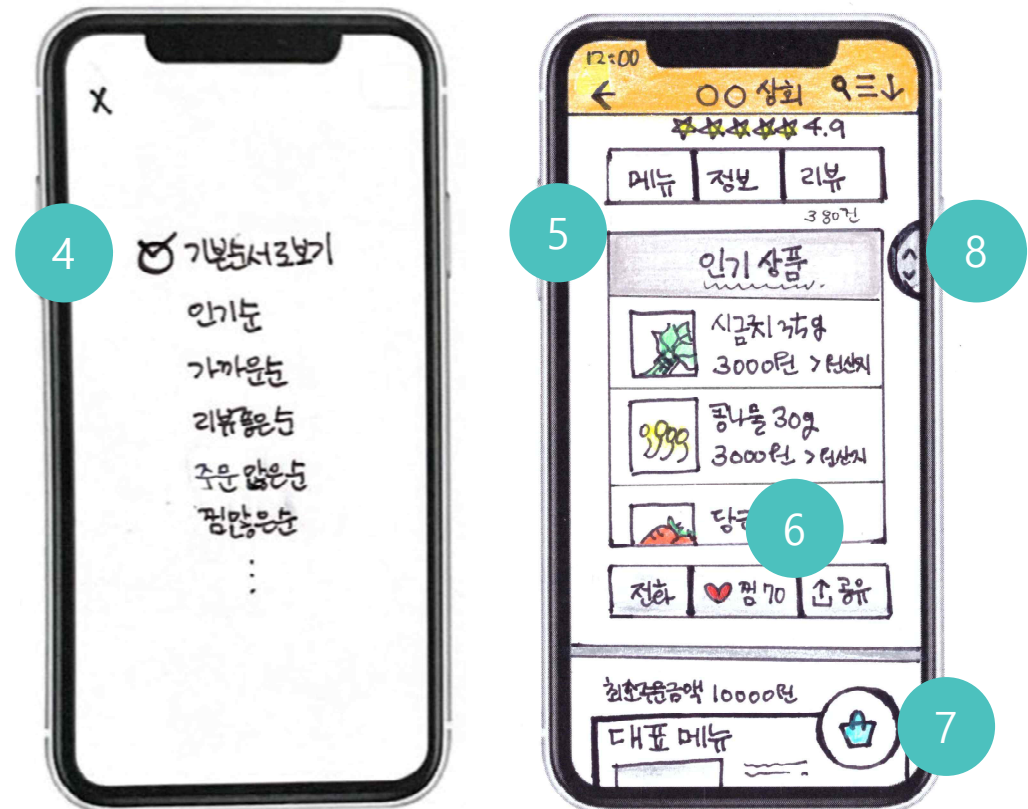 X
4
기본순서로보기
인기순
가까운순
리뷰좋은순
주문 많은순
찜많은순
12:00
○○ 상회
4.9
메뉴 정보 리뷰
380건
5
8
인기 상품
시금치 35g
3000원 >원산지
콩나물 30g
3000원 >원산지
당
6
전화 찜 70 공유
최소주문금액 10000원
7
대표 메뉴